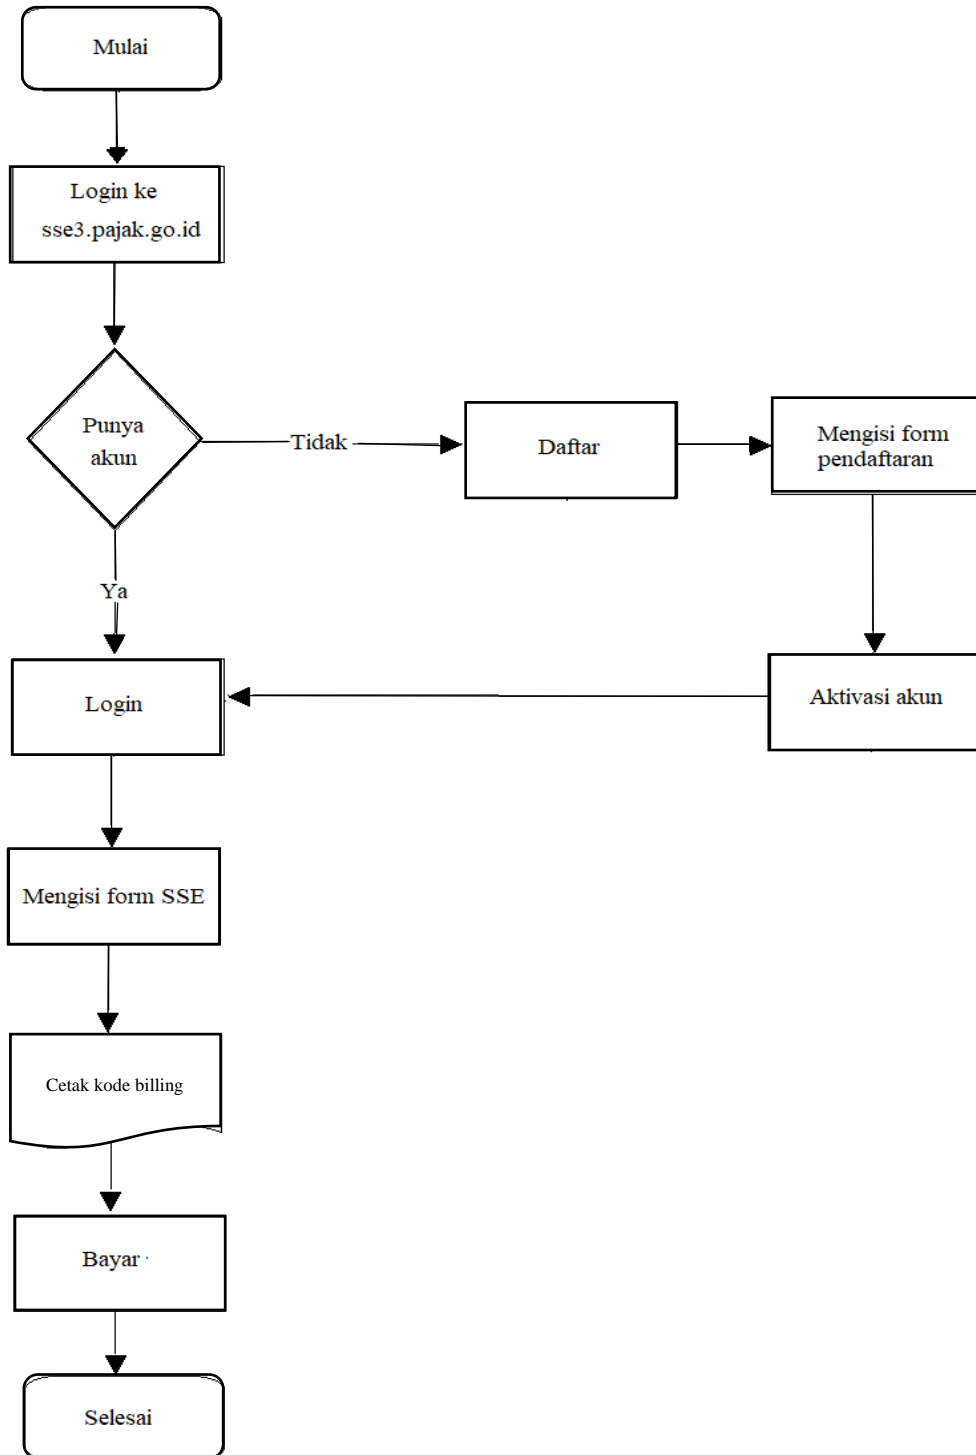 Mulai
Login ke
sse3.pajak.go.id
Punya
akun
Tidak
Daftar
Mengisi form
pendaftaran
Ya
Login
Aktivasi akun
Mengisi form SSE
Cetak kode billing
Bayar
Selesai